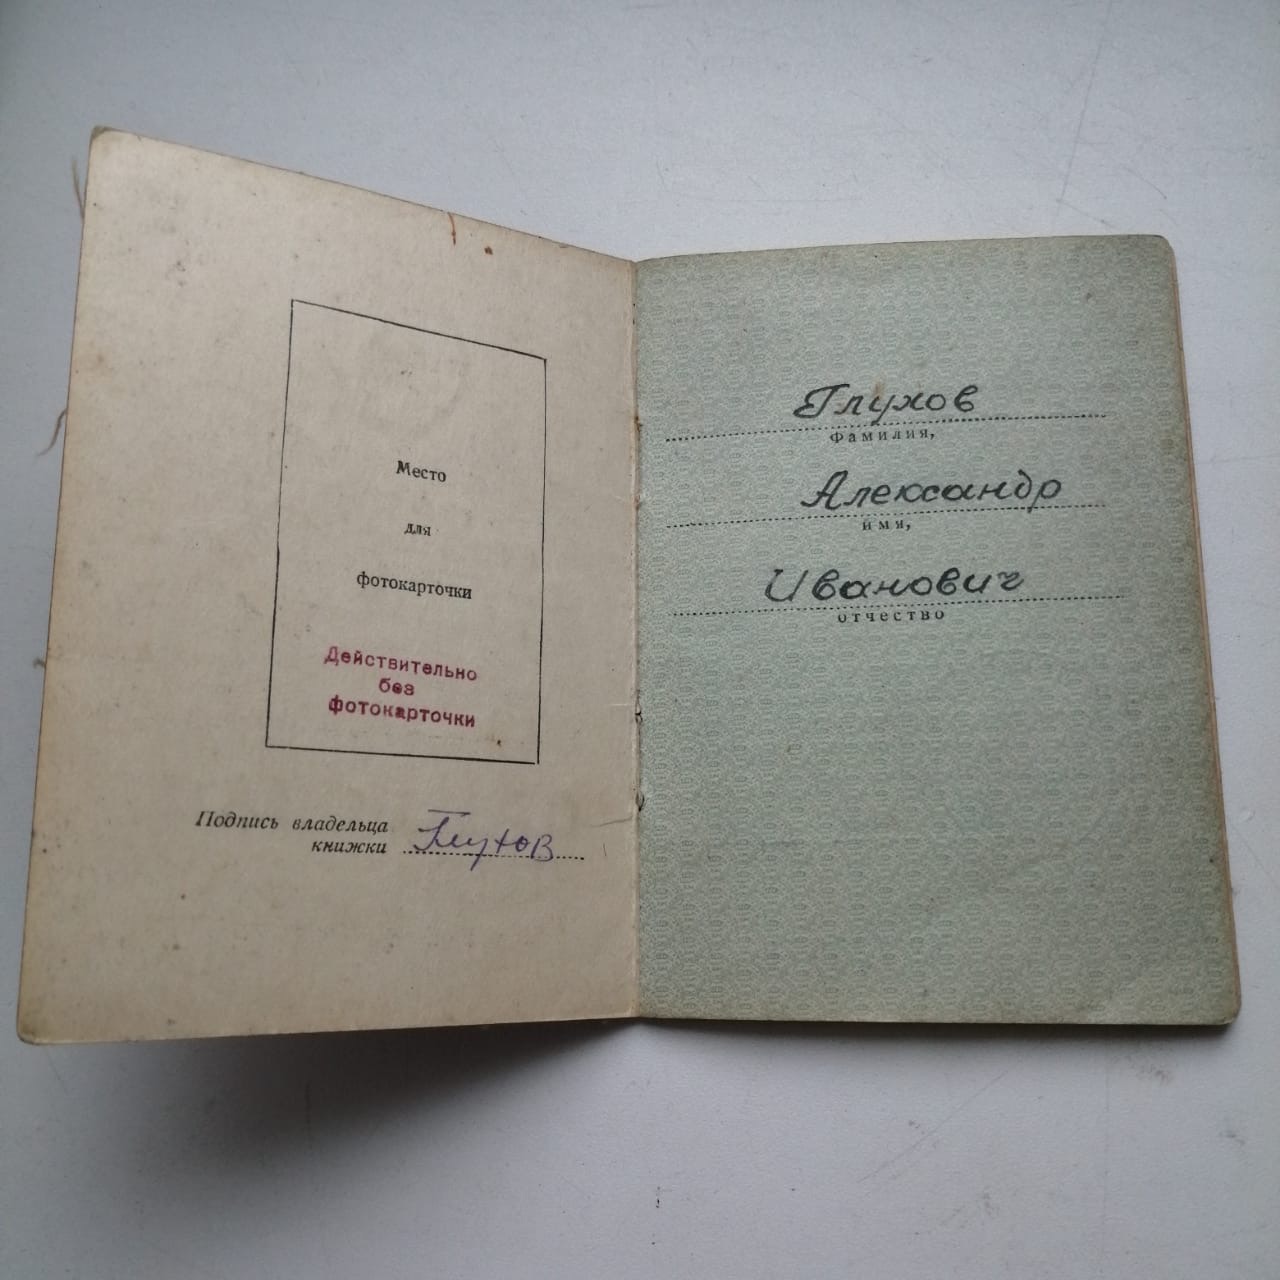 Место
для
фотокарточки
Действительно
без
фотокарточки
Подпись владельца
книжки Глухов
Глухов
фамилия,
Александр
имя,
Иванович
отчество